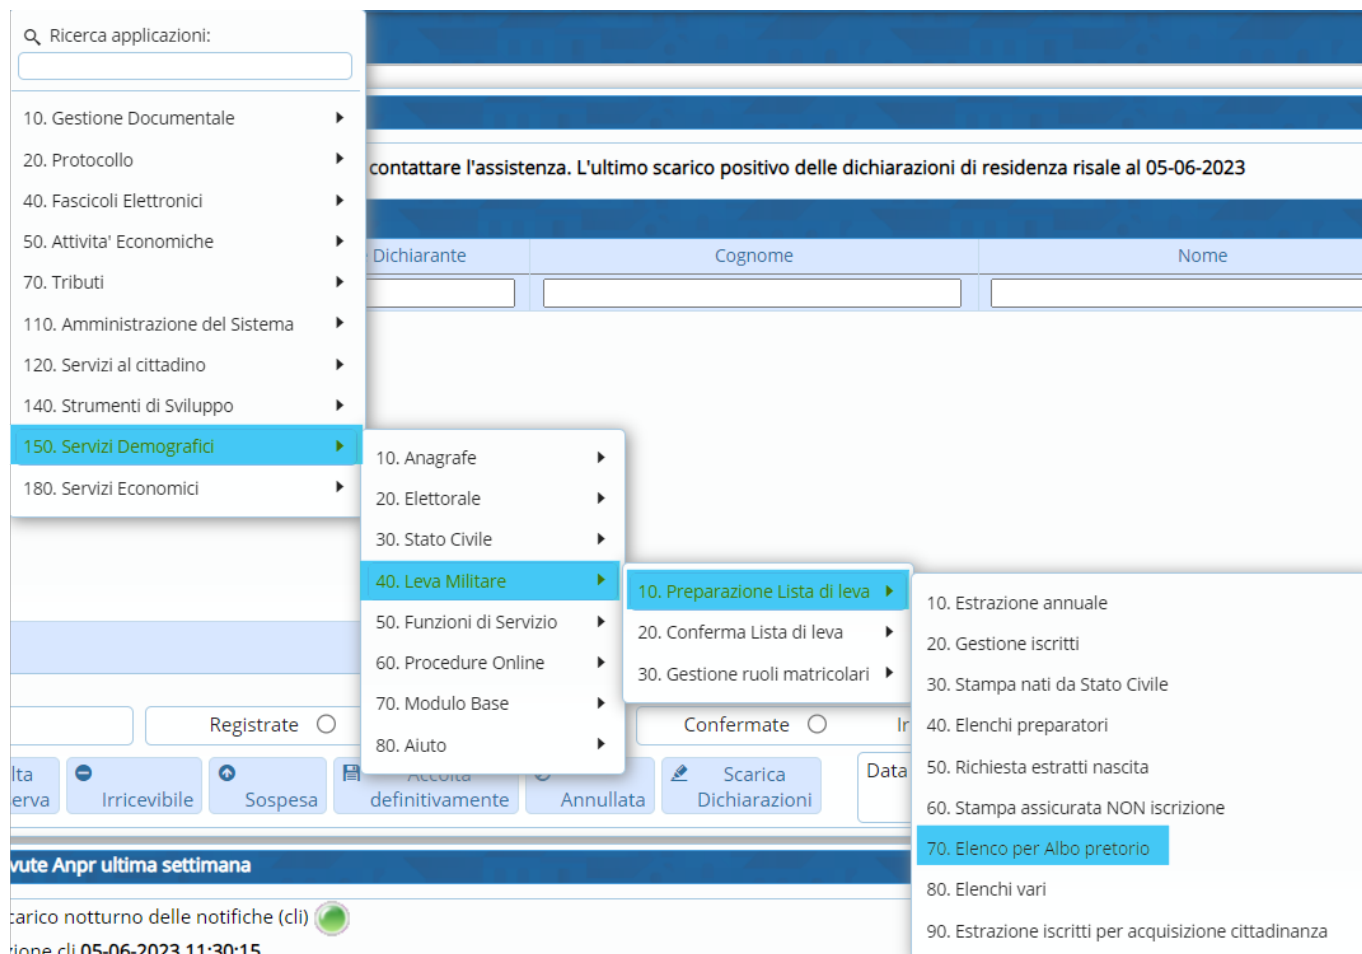 Ricerca applicazioni:
10. Gestione Documentale
20. Protocollo
40. Fascicoli Elettronici
50. Attivita' Economiche
70. Tributi
110. Amministrazione del Sistema
120. Servizi al cittadino
140. Strumenti di Sviluppo
150. Servizi Demografici
180. Servizi Economici
contattare l'assistenza. L'ultimo scarico positivo delle dichiarazioni di residenza risale al 05-06-2023
Dichiarante Cognome Nome
10. Anagrafe
20. Elettorale
30. Stato Civile
40. Leva Militare
50. Funzioni di Servizio
60. Procedure Online
70. Modulo Base
80. Aiuto
10. Preparazione Lista di leva
20. Conferma Lista di leva
30. Gestione ruoli matricolari
10. Estrazione annuale
20. Gestione iscritti
30. Stampa nati da Stato Civile
40. Elenchi preparatori
50. Richiesta estratti nascita
60. Stampa assicurata NON iscrizione
70. Elenco per Albo pretorio
80. Elenchi vari
90. Estrazione iscritti per acquisizione cittadinanza
Registrate Confermate Ir
lta
erva
Irricevibile
Sospesa
Accolta
definitivamente
Annullata
Scarica
Dichiarazioni
Data
vute Anpr ultima settimana
carico notturno delle notifiche (cli)
zione cli 05-06-2023 11:30:15